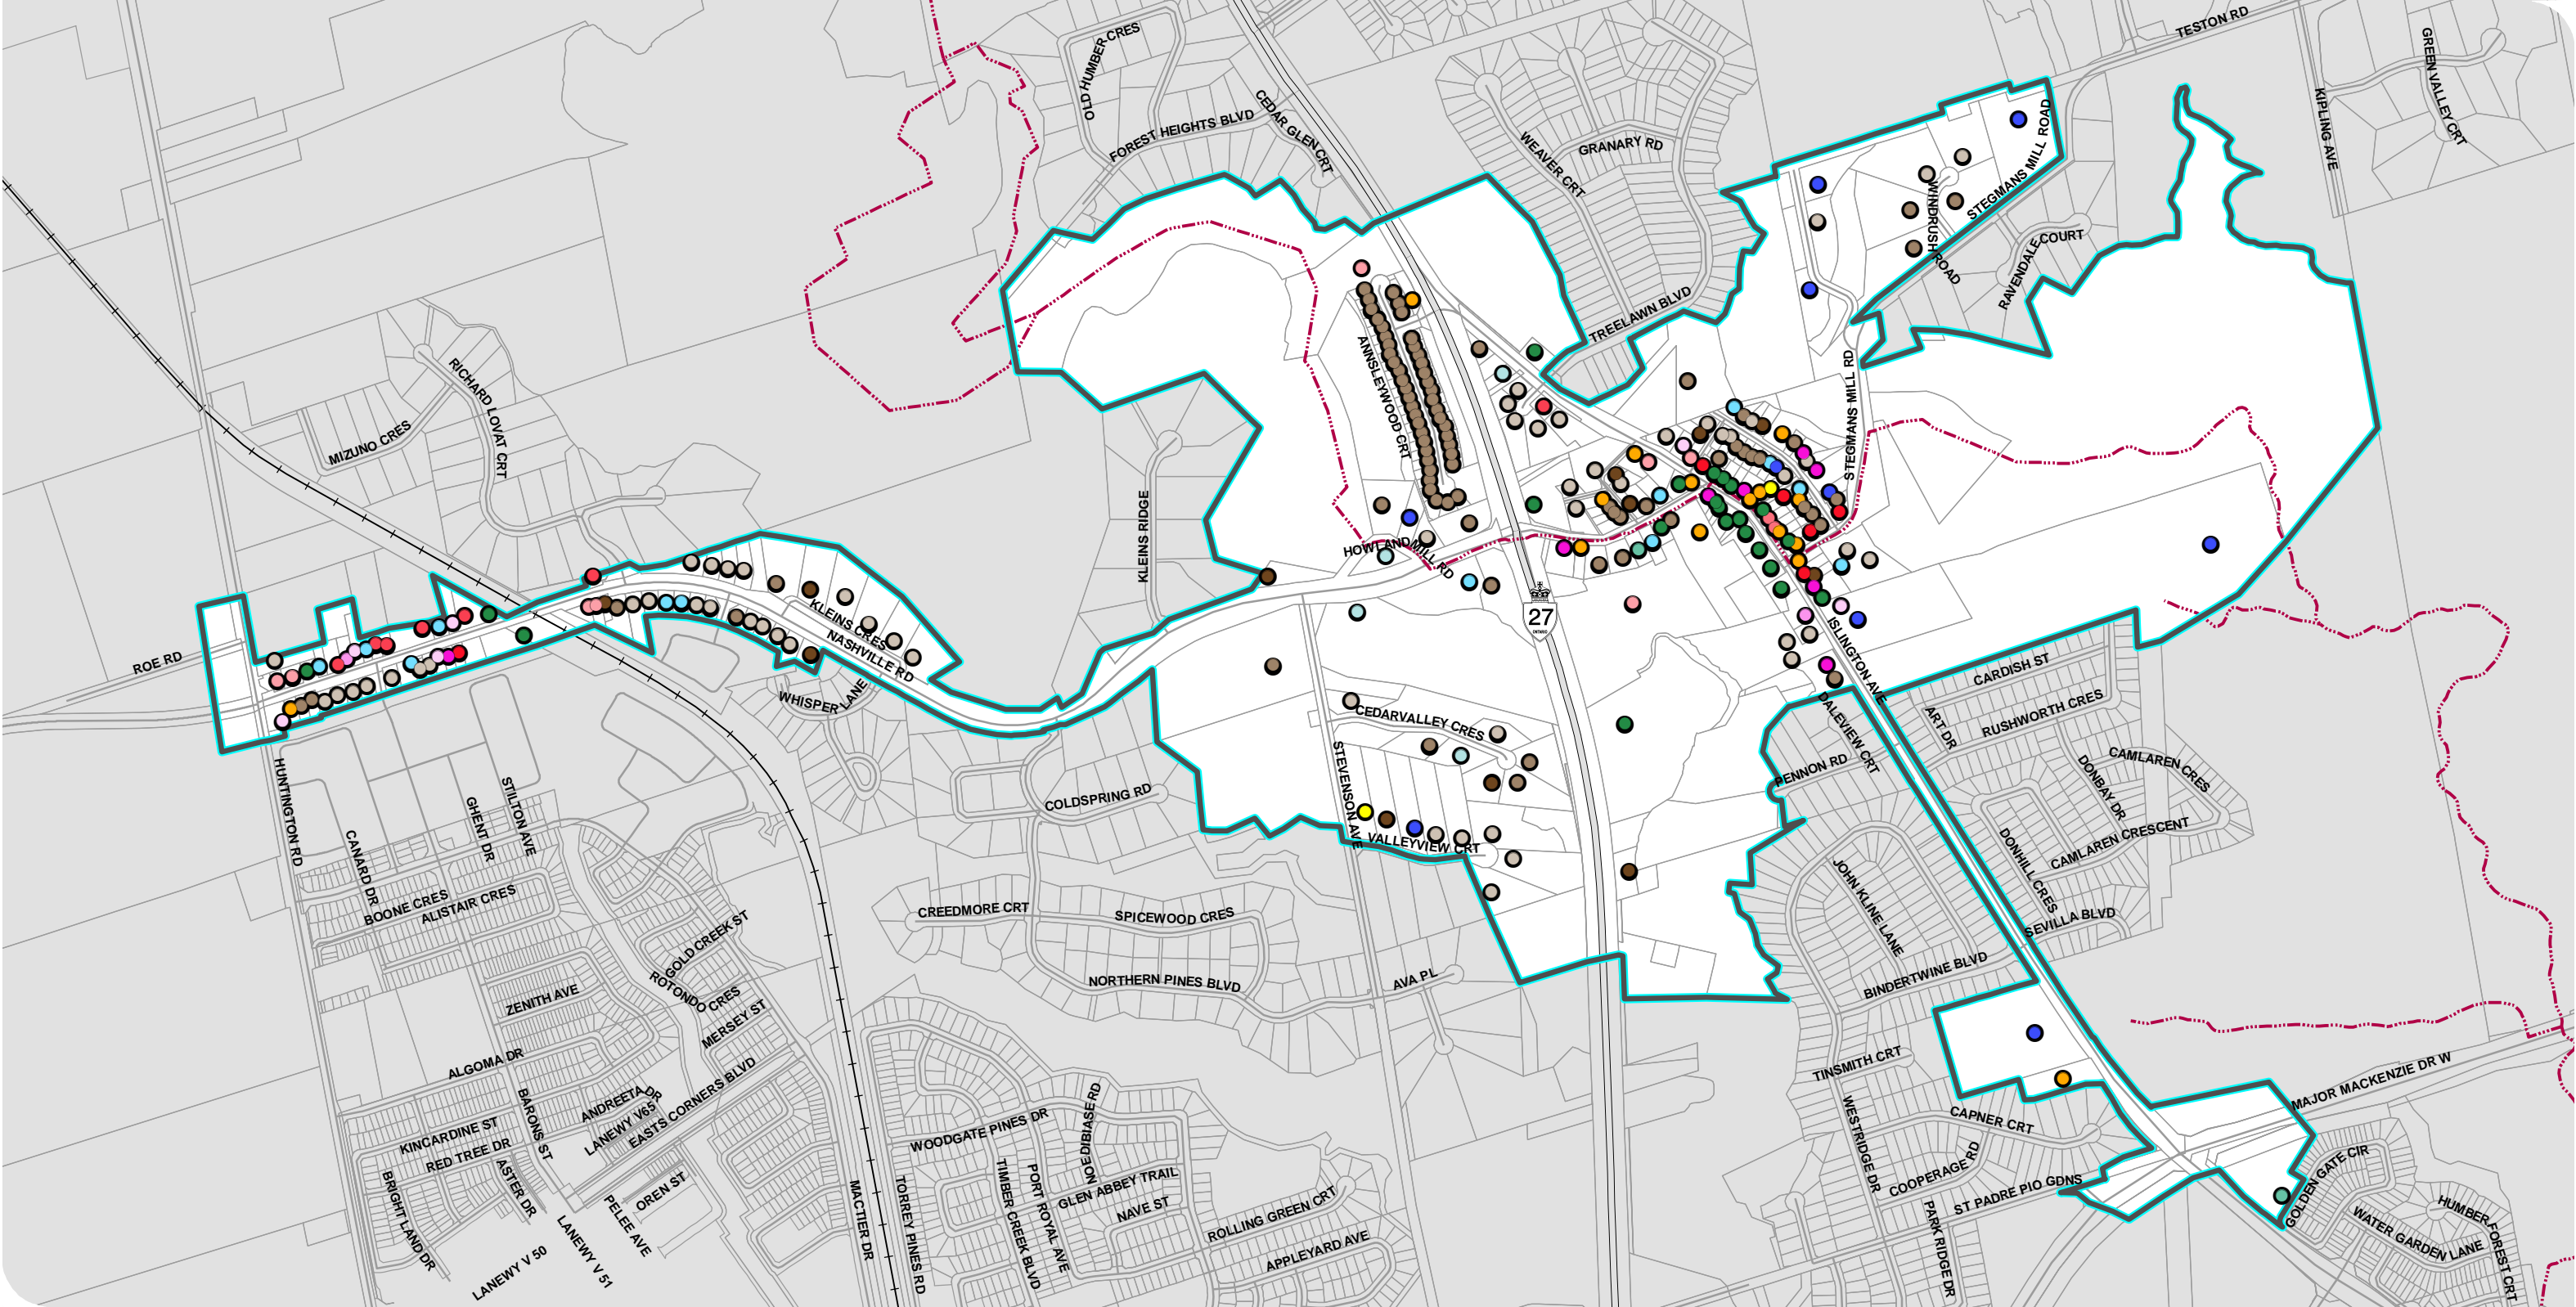 TESTON RD
GREEN VALLEY CRT
KIPLING AVE
OLD HUMBER CRES
FOREST HEIGHTS BLVD
CEDAR GLEN CRT
WEAVER CRT
GRANARY RD
STEGMANS MILL ROAD
WINDRUSH ROAD
RAVENDALE COURT
TREELAWN BLVD
ANNSLEYWOOD CRT
STEGMANS MILL RD
RICHARD LOVAT CRT
MIZUNO CRES
KLEINS RIDGE
HOWLAND MILL RD
27
ONTARIO
KLEINS CRES
NASHVILLE RD
ROE RD
WHISPER LANE
ISLINGTON AVE
CARDISH ST
ART DR
RUSHWORTH CRES
DALEVIEW CRT
PENNON RD
CAMLAREN CRES
DONBAY DR
CAMLAREN CRESCENT
DONHILL CRES
SEVILLA BLVD
CEDARVALLEY CRES
STEVENSON AVE
VALLEYVIEW CRT
COLDSPRING RD
HUNTINGTON RD
CANARD DR
GHENT DR
STILTON AVE
BOONE CRES
ALISTAIR CRES
CREEDMORE CRT
SPICEWOOD CRES
NORTHERN PINES BLVD
AVA PL
JOHN KLINE LANE
BINDERTWINE BLVD
GOLD CREEK ST
ROTONDO CRES
ZENITH AVE
MERSEY ST
ALGOMA DR
ANDREETA DR
LANEWY V65
EASTS CORNERS BLVD
BARONS ST
KINCARDINE ST
RED TREE DR
ASTER DR
BRIGHT LAND DR
OREN ST
PELEE AVE
LANEWY V 50
LANEWY V 51
MACTIER DR
TORREY PINES RD
WOODGATE PINES DR
DIBIASE RD
TIMBER CREEK BLVD
PORT ROYAL AVE
GLEN ABBEY TRAIL
NAVE ST
ROLLING GREEN CRT
APPLEYARD AVE
TINSMITH CRT
WESTRIDGE DR
CAPNER CRT
COOPERAGE RD
ST PADRE PIO GDNS
PARK RIDGE DR
MAJOR MACKENZIE DR W
GOLDEN GATE CIR
WATER GARDEN LANE
HUMBER FOREST CRT